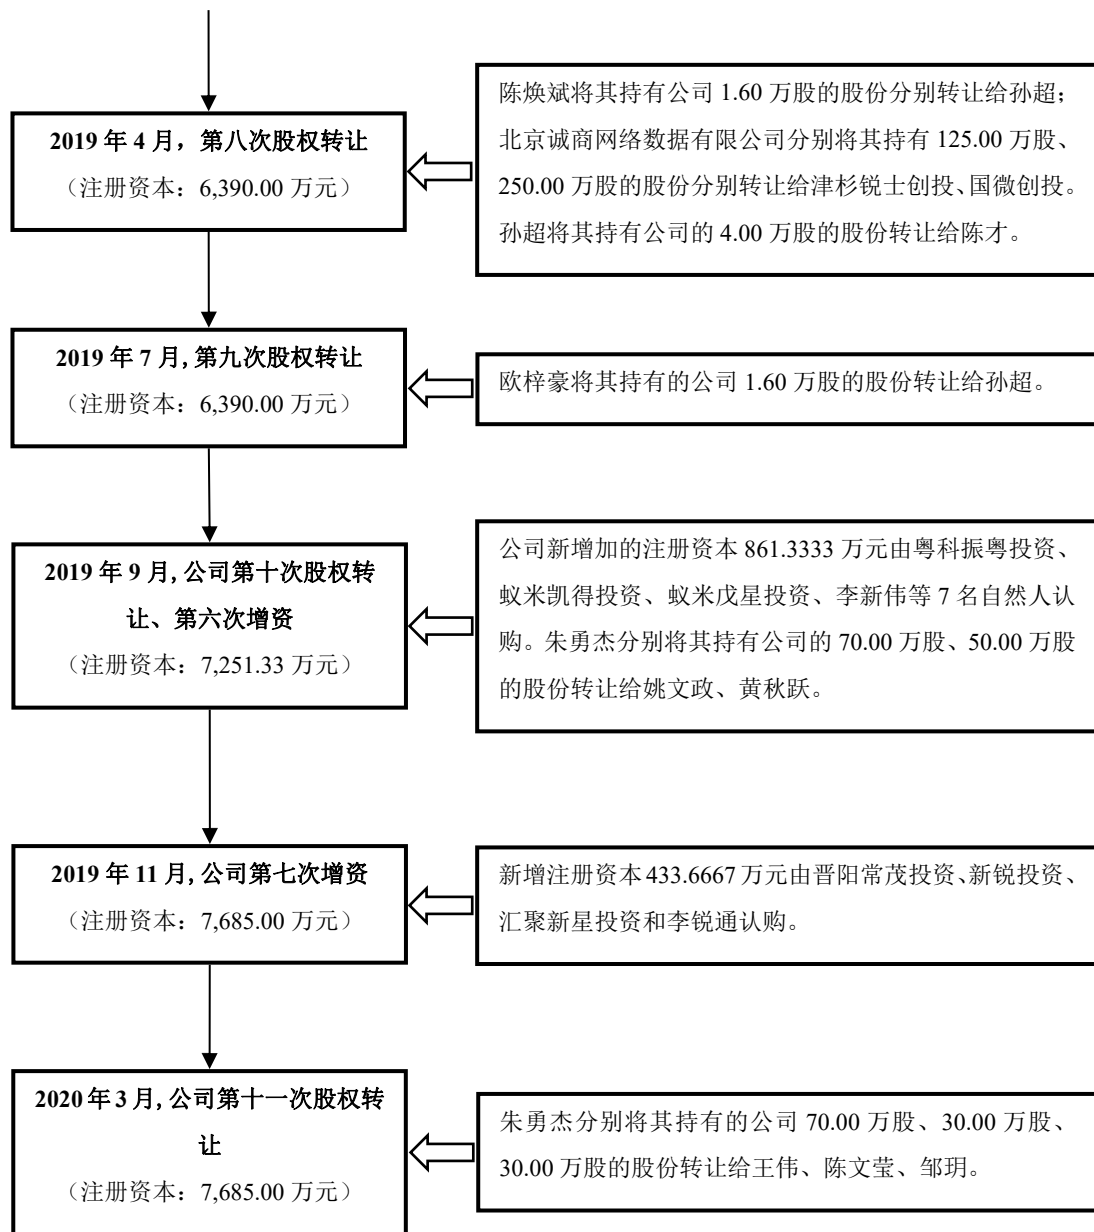 2019 年 4 月，第八次股权转让
（注册资本：6,390.00 万元）
陈焕斌将其持有公司 1.60 万股的股份分别转让给孙超；
北京诚商网络数据有限公司分别将其持有 125.00 万股、
250.00 万股的股份分别转让给津杉锐士创投、国微创投。
孙超将其持有公司的 4.00 万股的股份转让给陈才。
2019 年 7 月, 第九次股权转让
（注册资本：6,390.00 万元）
欧梓豪将其持有的公司 1.60 万股的股份转让给孙超。
2019 年 9 月, 公司第十次股权转
让、第六次增资
（注册资本：7,251.33 万元）
公司新增加的注册资本 861.3333 万元由粤科振粤投资、
蚁米凯得投资、蚁米戊星投资、李新伟等 7 名自然人认
购。朱勇杰分别将其持有公司的 70.00 万股、50.00 万股
的股份转让给姚文政、黄秋跃。
2019 年 11 月, 公司第七次增资
（注册资本：7,685.00 万元）
新增注册资本 433.6667 万元由晋阳常茂投资、新锐投资、
汇聚新星投资和李锐通认购。
2020 年 3 月, 公司第十一次股权转
让
（注册资本：7,685.00 万元）
朱勇杰分别将其持有的公司 70.00 万股、30.00 万股、
30.00 万股的股份转让给王伟、陈文莹、邹玥。